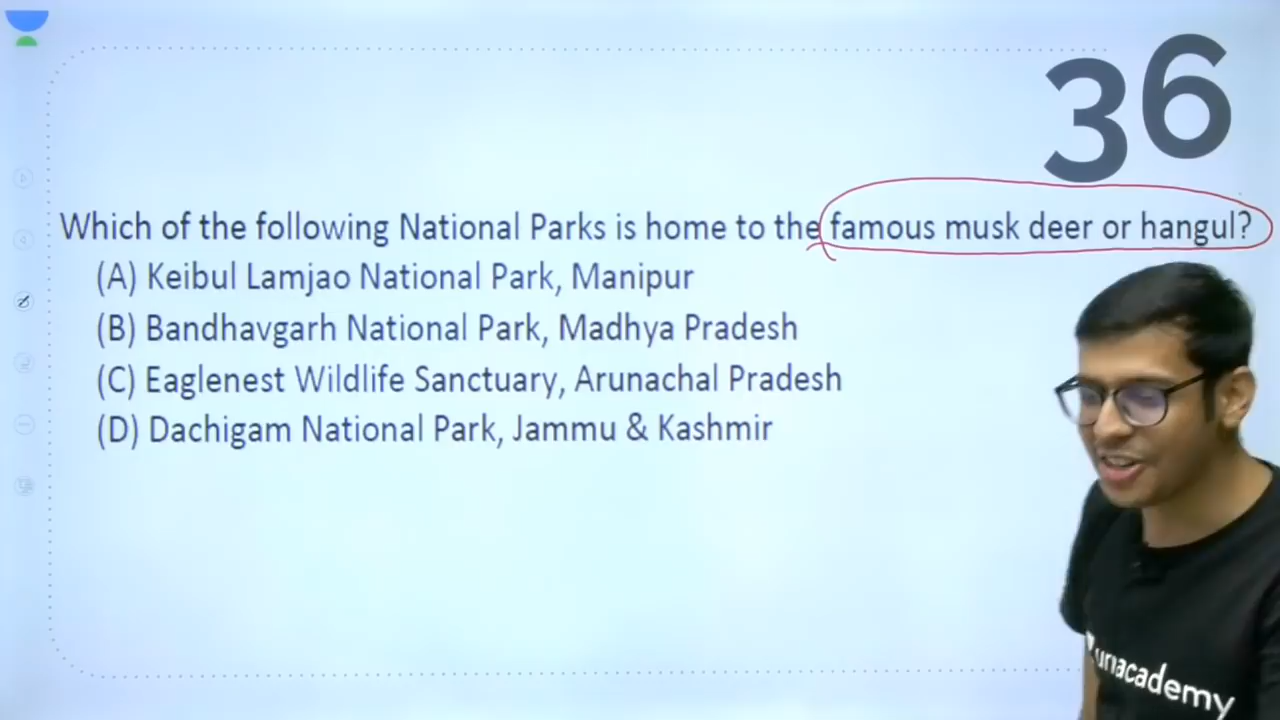 36
Which of the following National Parks is home to the famous musk deer or hangul?
(A) Keibul Lamjao National Park, Manipur
(B) Bandhavgarh National Park, Madhya Pradesh
(C) Eaglenest Wildlife Sanctuary, Arunachal Pradesh
(D) Dachigam National Park, Jammu & Kashmir
unacademy